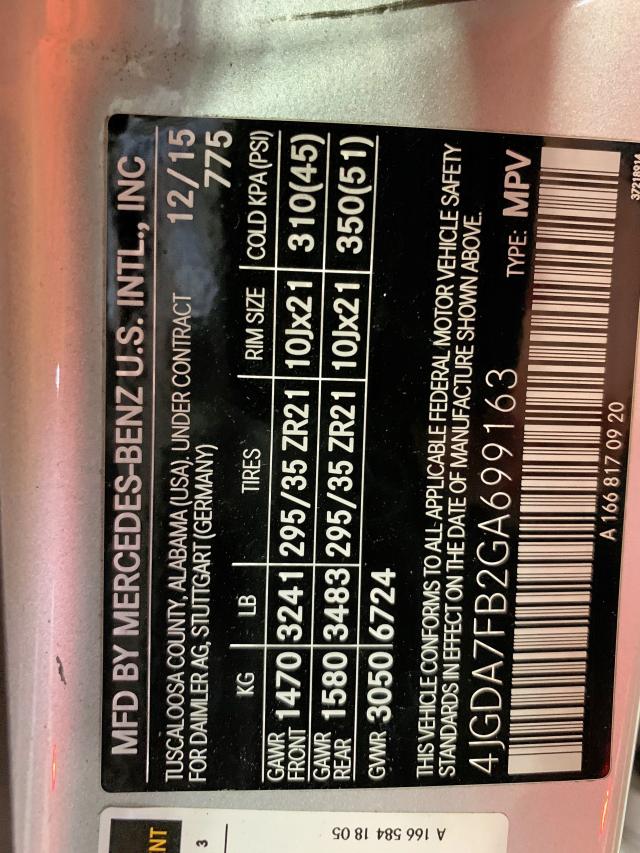 MFD BY MERCEDES-BENZ U.S. INTL., INC
TUSCALOOSA COUNTY, ALABAMA (USA), UNDER CONTRACT 12/15
FOR DAIMLER AG, STUTTGART (GERMANY) 775
KG LB TIRES RIM SIZE COLD KPA(PSI)
GAWR FRONT 1470 3241 295/35 ZR21 10Jx21 310(45)
GAWR REAR 1580 3483 295/35 ZR21 10Jx21 350(51)
GVWR 3050 6724
THIS VEHICLE CONFORMS TO ALL APPLICABLE FEDERAL MOTOR VEHICLE SAFETY
STANDARDS IN EFFECT ON THE DATE OF MANUFACTURE SHOWN ABOVE.
4JGDA7FB2GA699163 TYPE: MPV
A 166 817 09 20
37218914
NT
3
A 166 584 18 05